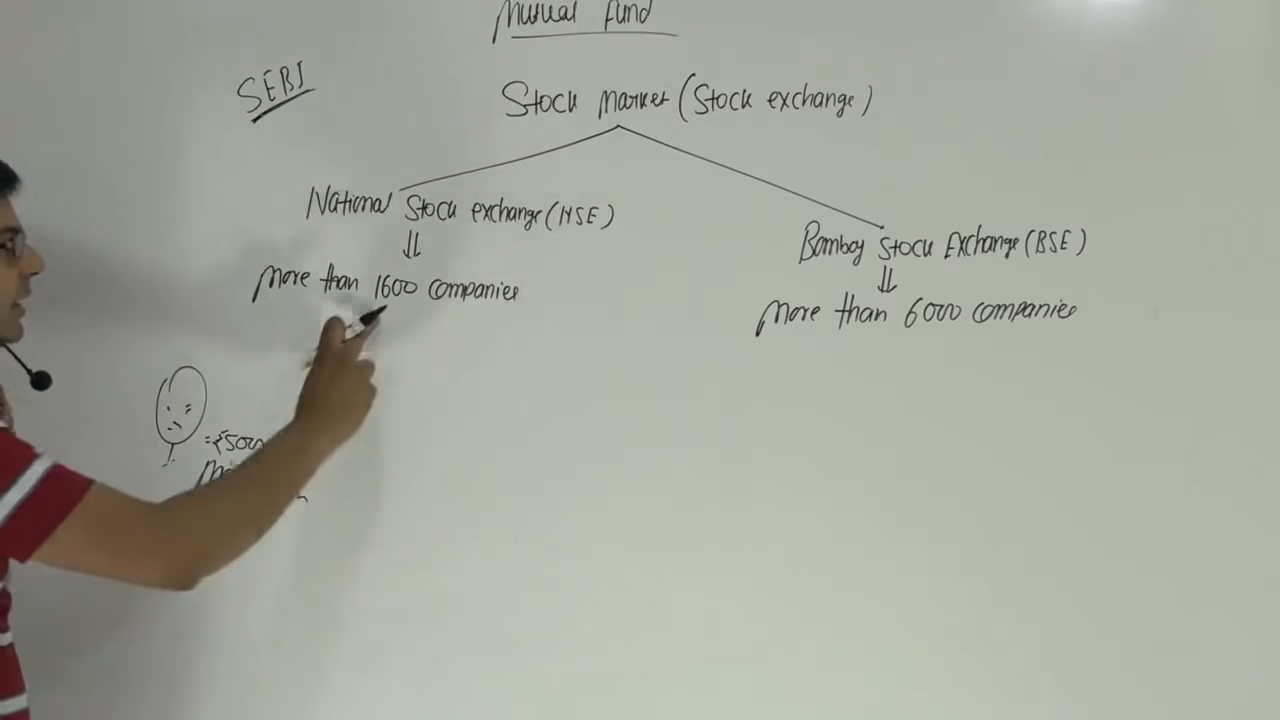 Mutual Fund
SEBI
Stock Market (Stock exchange)
National Stock exchange (NSE)
Bombay Stock Exchange (BSE)
⇓
⇓
More than 1600 companies
More than 6000 companies